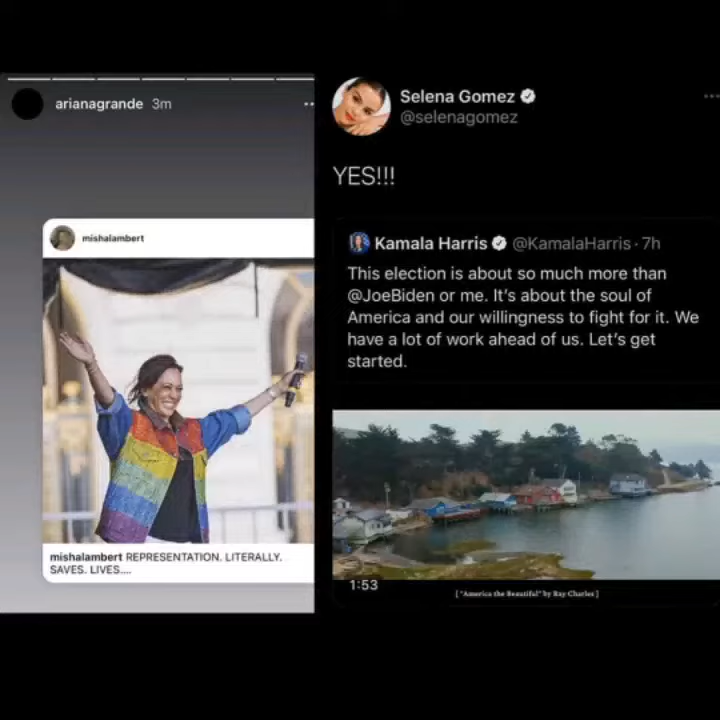 arianagrande 3m
mishalambert
mishalambert REPRESENTATION. LITERALLY.
SAVES. LIVES....
Selena Gomez
@selenagomez
YES!!!
Kamala Harris @KamalaHarris · 7h
This election is about so much more than
@JoeBiden or me. It's about the soul of
America and our willingness to fight for it. We
have a lot of work ahead of us. Let's get
started.
1:53
[ "America the Beautiful" by Ray Charles ]